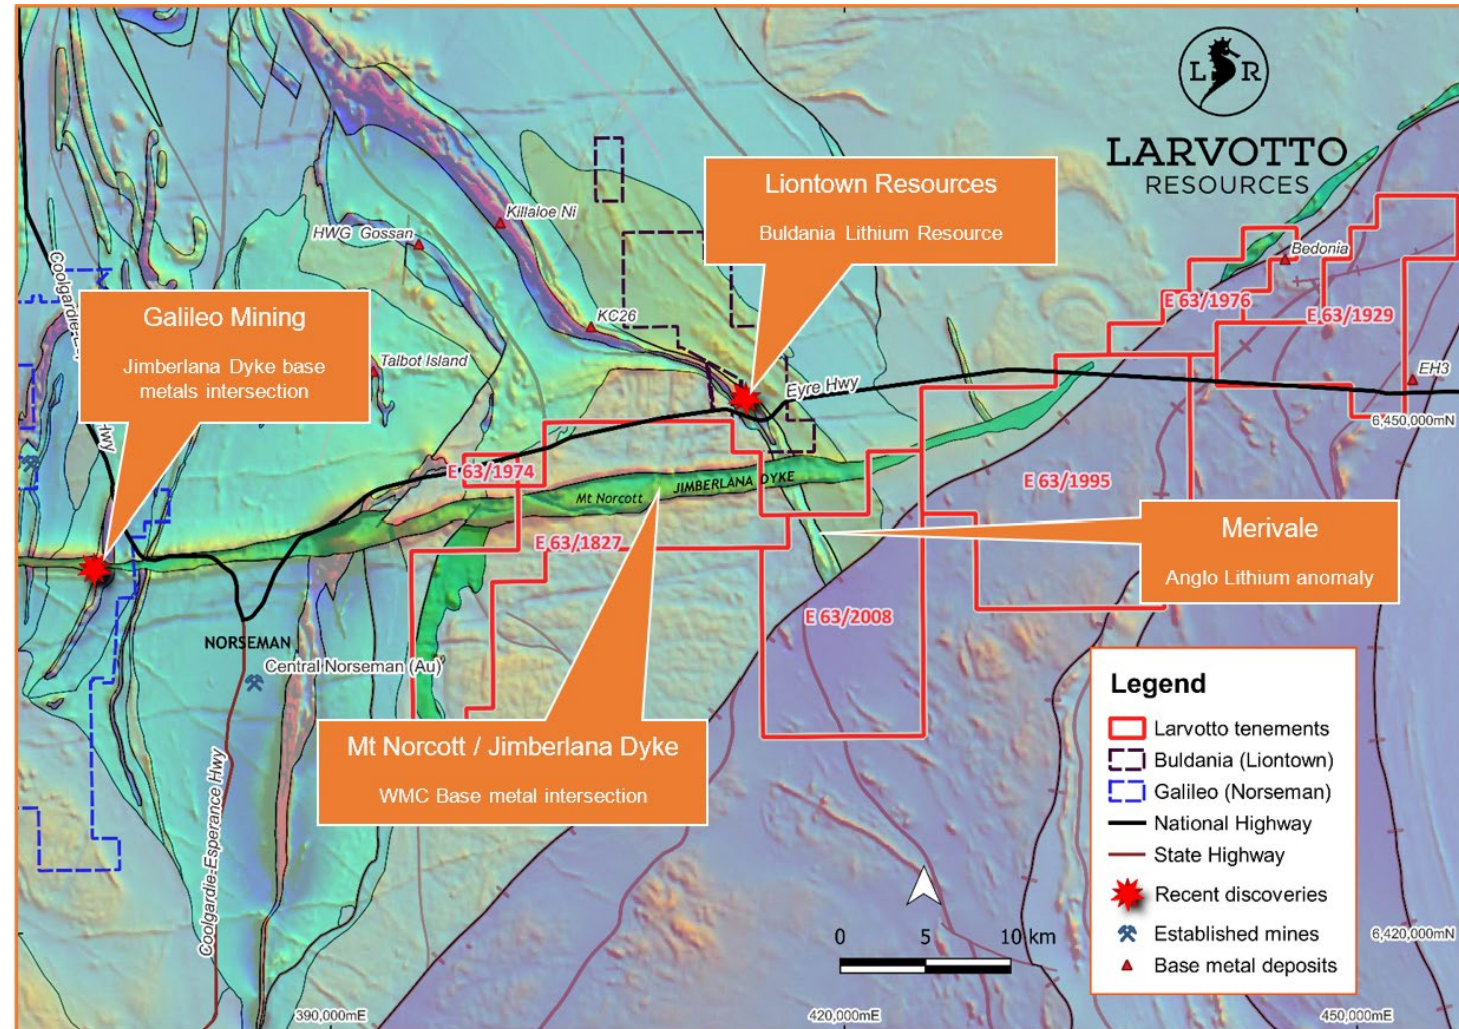 L R
LARVOTTO
RESOURCES
Liontown Resources
Buldania Lithium Resource
Killaloe Ni
HWG Gossan
Bedonia
E 63/1976
E 63/1929
Galileo Mining
Jimberlana Dyke base
metals intersection
KC26
Talbot Island
Eyre Hwy
EH3
6,450,000mN
E 63/1974
Mt Norcott
JIMBERLANA DYKE
E 63/1995
Merivale
Anglo Lithium anomaly
E 63/1827
E 63/2008
NORSEMAN
Central Norseman (Au)
Mt Norcott / Jimberlana Dyke
WMC Base metal intersection
Coolgardie-Esperance Hwy
Legend
Larvotto tenements
Buldania (Liontown)
Galileo (Norseman)
National Highway
State Highway
Recent discoveries
Established mines
Base metal deposits
0 5 10 km
6,420,000mN
390,000mE
420,000mE
450,000mE